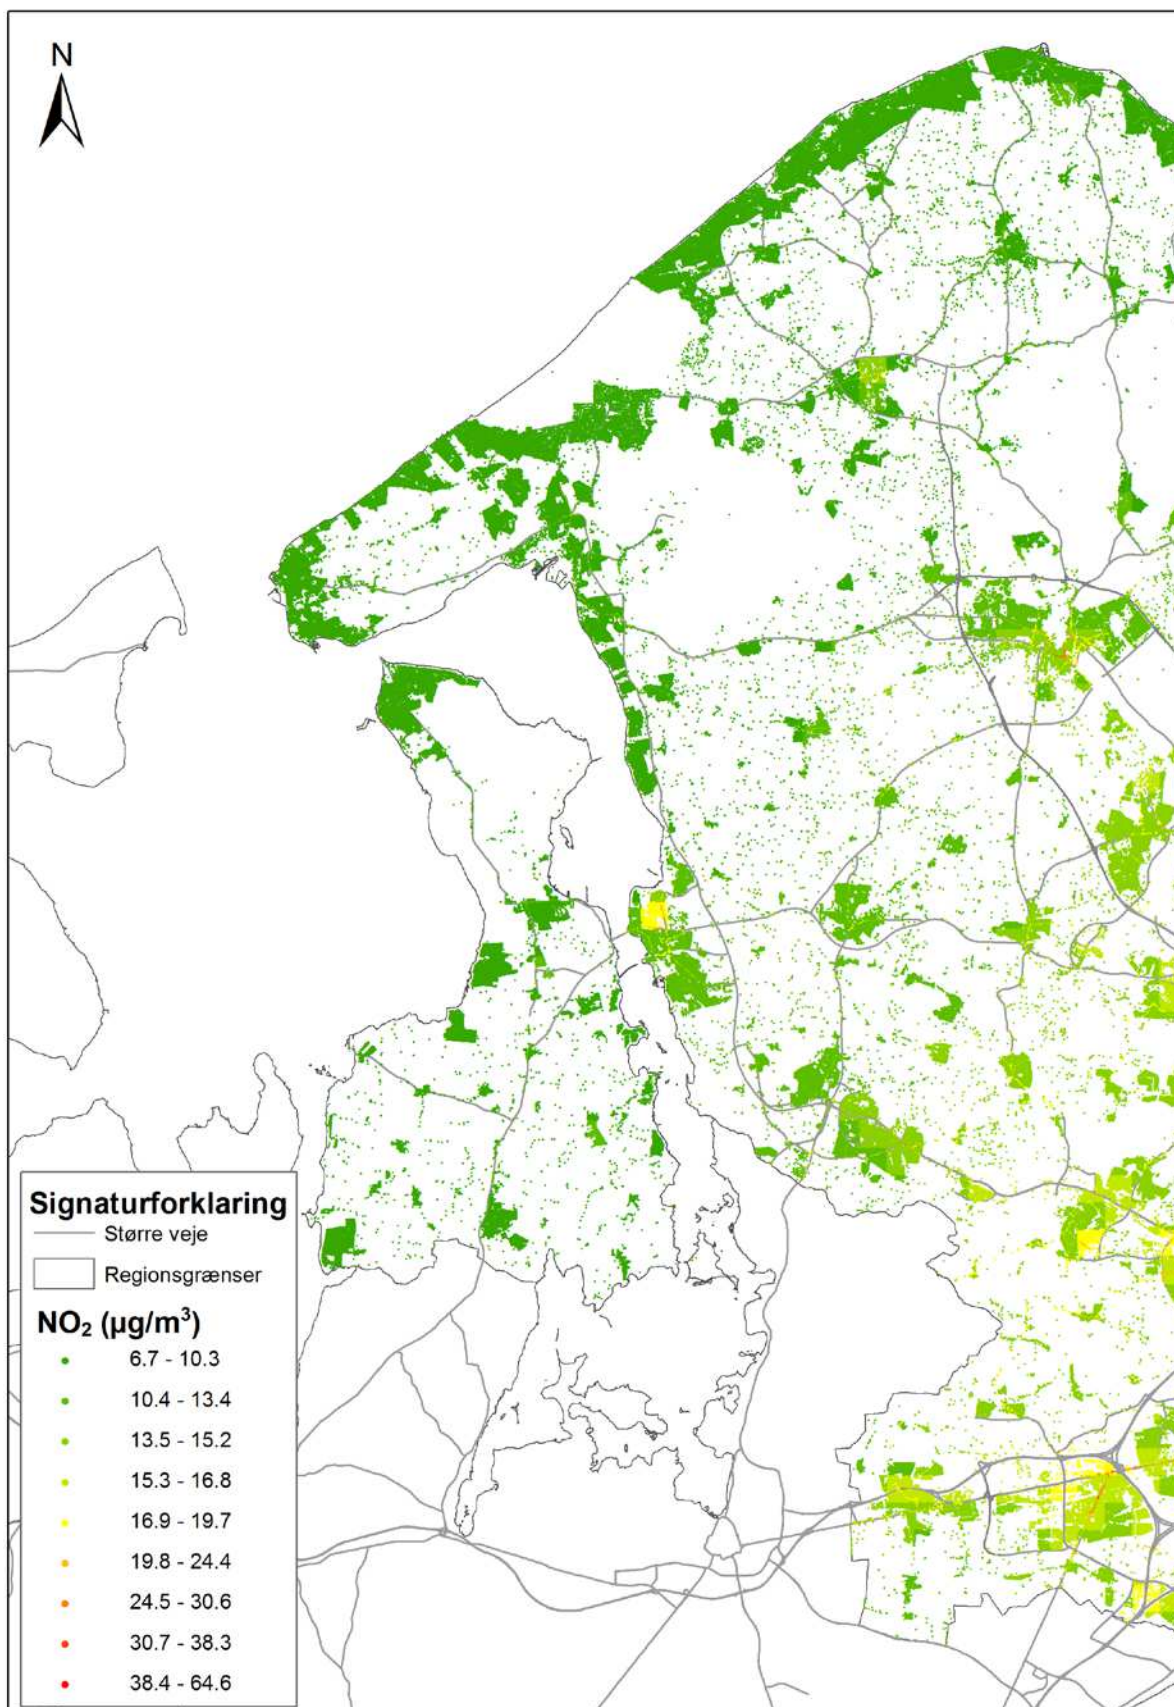 N
Signaturforklaring
Større veje
Regionsgrænser
NO₂ (µg/m³)
6.7 - 10.3
10.4 - 13.4
13.5 - 15.2
15.3 - 16.8
16.9 - 19.7
19.8 - 24.4
24.5 - 30.6
30.7 - 38.3
38.4 - 64.6